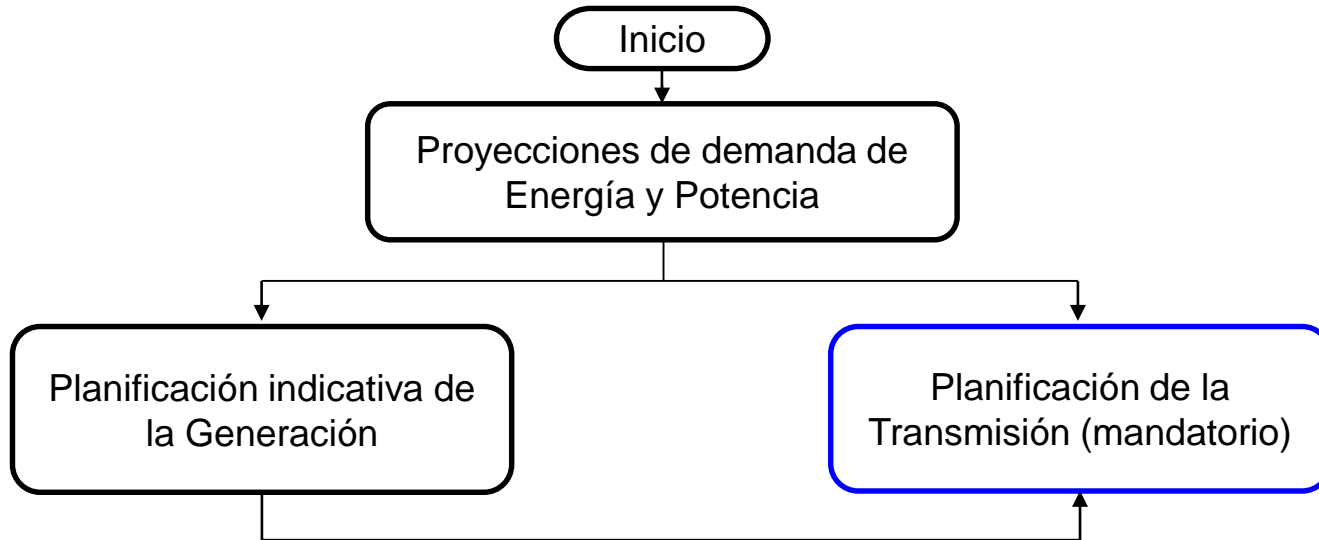 Inicio
Proyecciones de demanda de
Energía y Potencia
Planificación indicativa de
la Generación
Planificación de la
Transmisión (mandatorio)